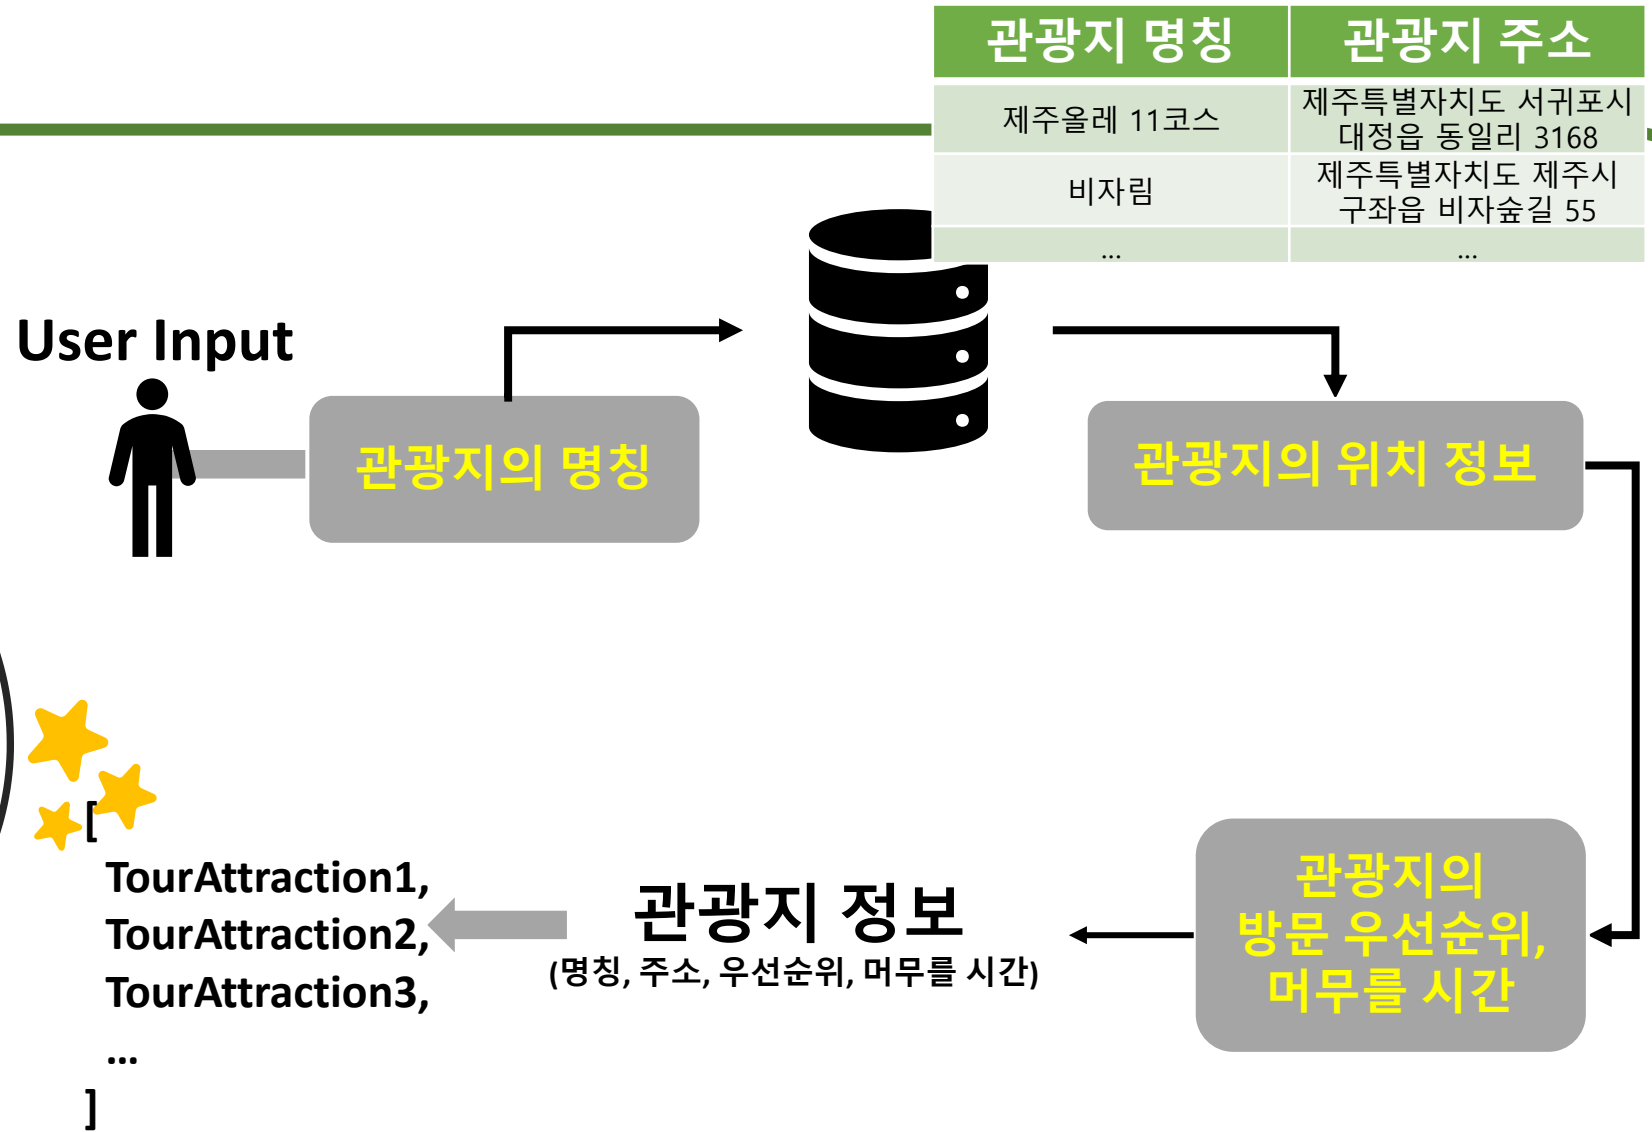 관광지 명칭
관광지 주소
제주올레 11코스
제주특별자치도 서귀포시
대정읍 동일리 3168
비자림
제주특별자치도 제주시
구좌읍 비자숲길 55
...
...
User Input
관광지의 명칭
관광지의 위치 정보
관광지의
방문 우선순위,
머무를 시간
관광지 정보
(명칭, 주소, 우선순위, 머무를 시간)
[
TourAttraction1,
TourAttraction2,
TourAttraction3,
...
]